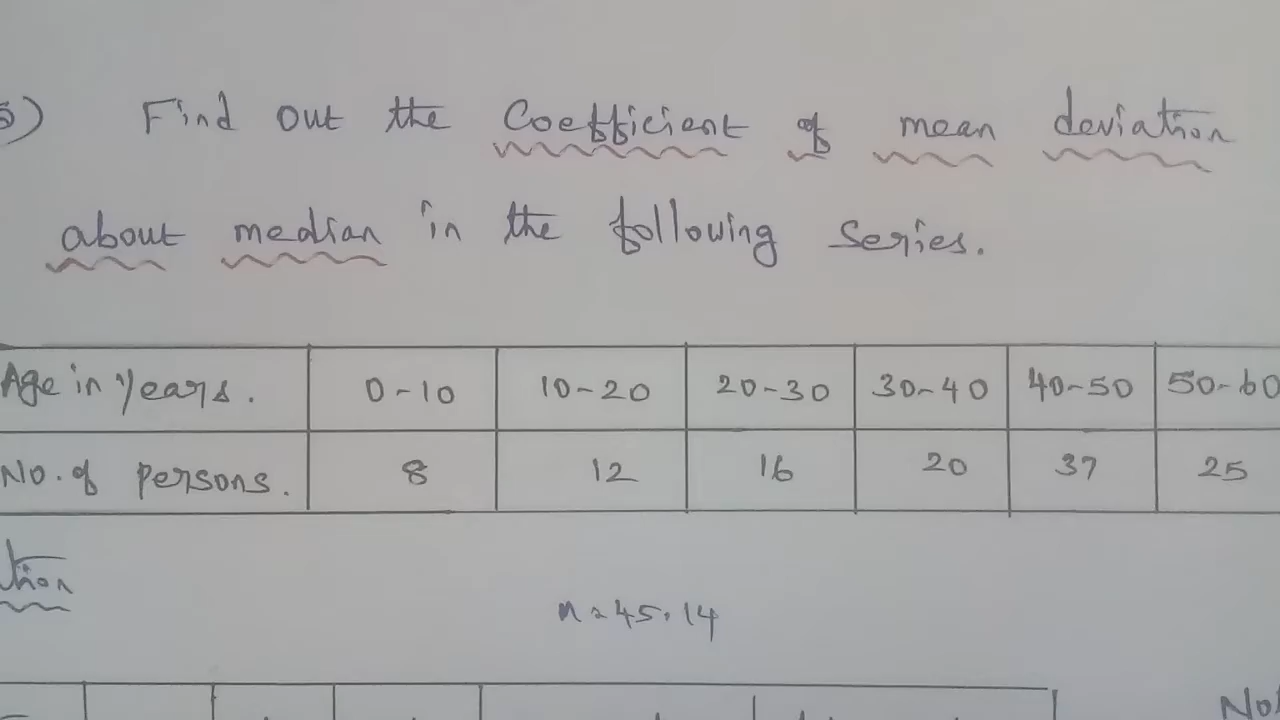 5) Find out the Coefficient of mean deviation
about median in the following series.
Age in years. 0-10 10-20 20-30 30-40 40-50 50-60
No. of persons. 8 12 16 20 37 25
tion
45.14
No